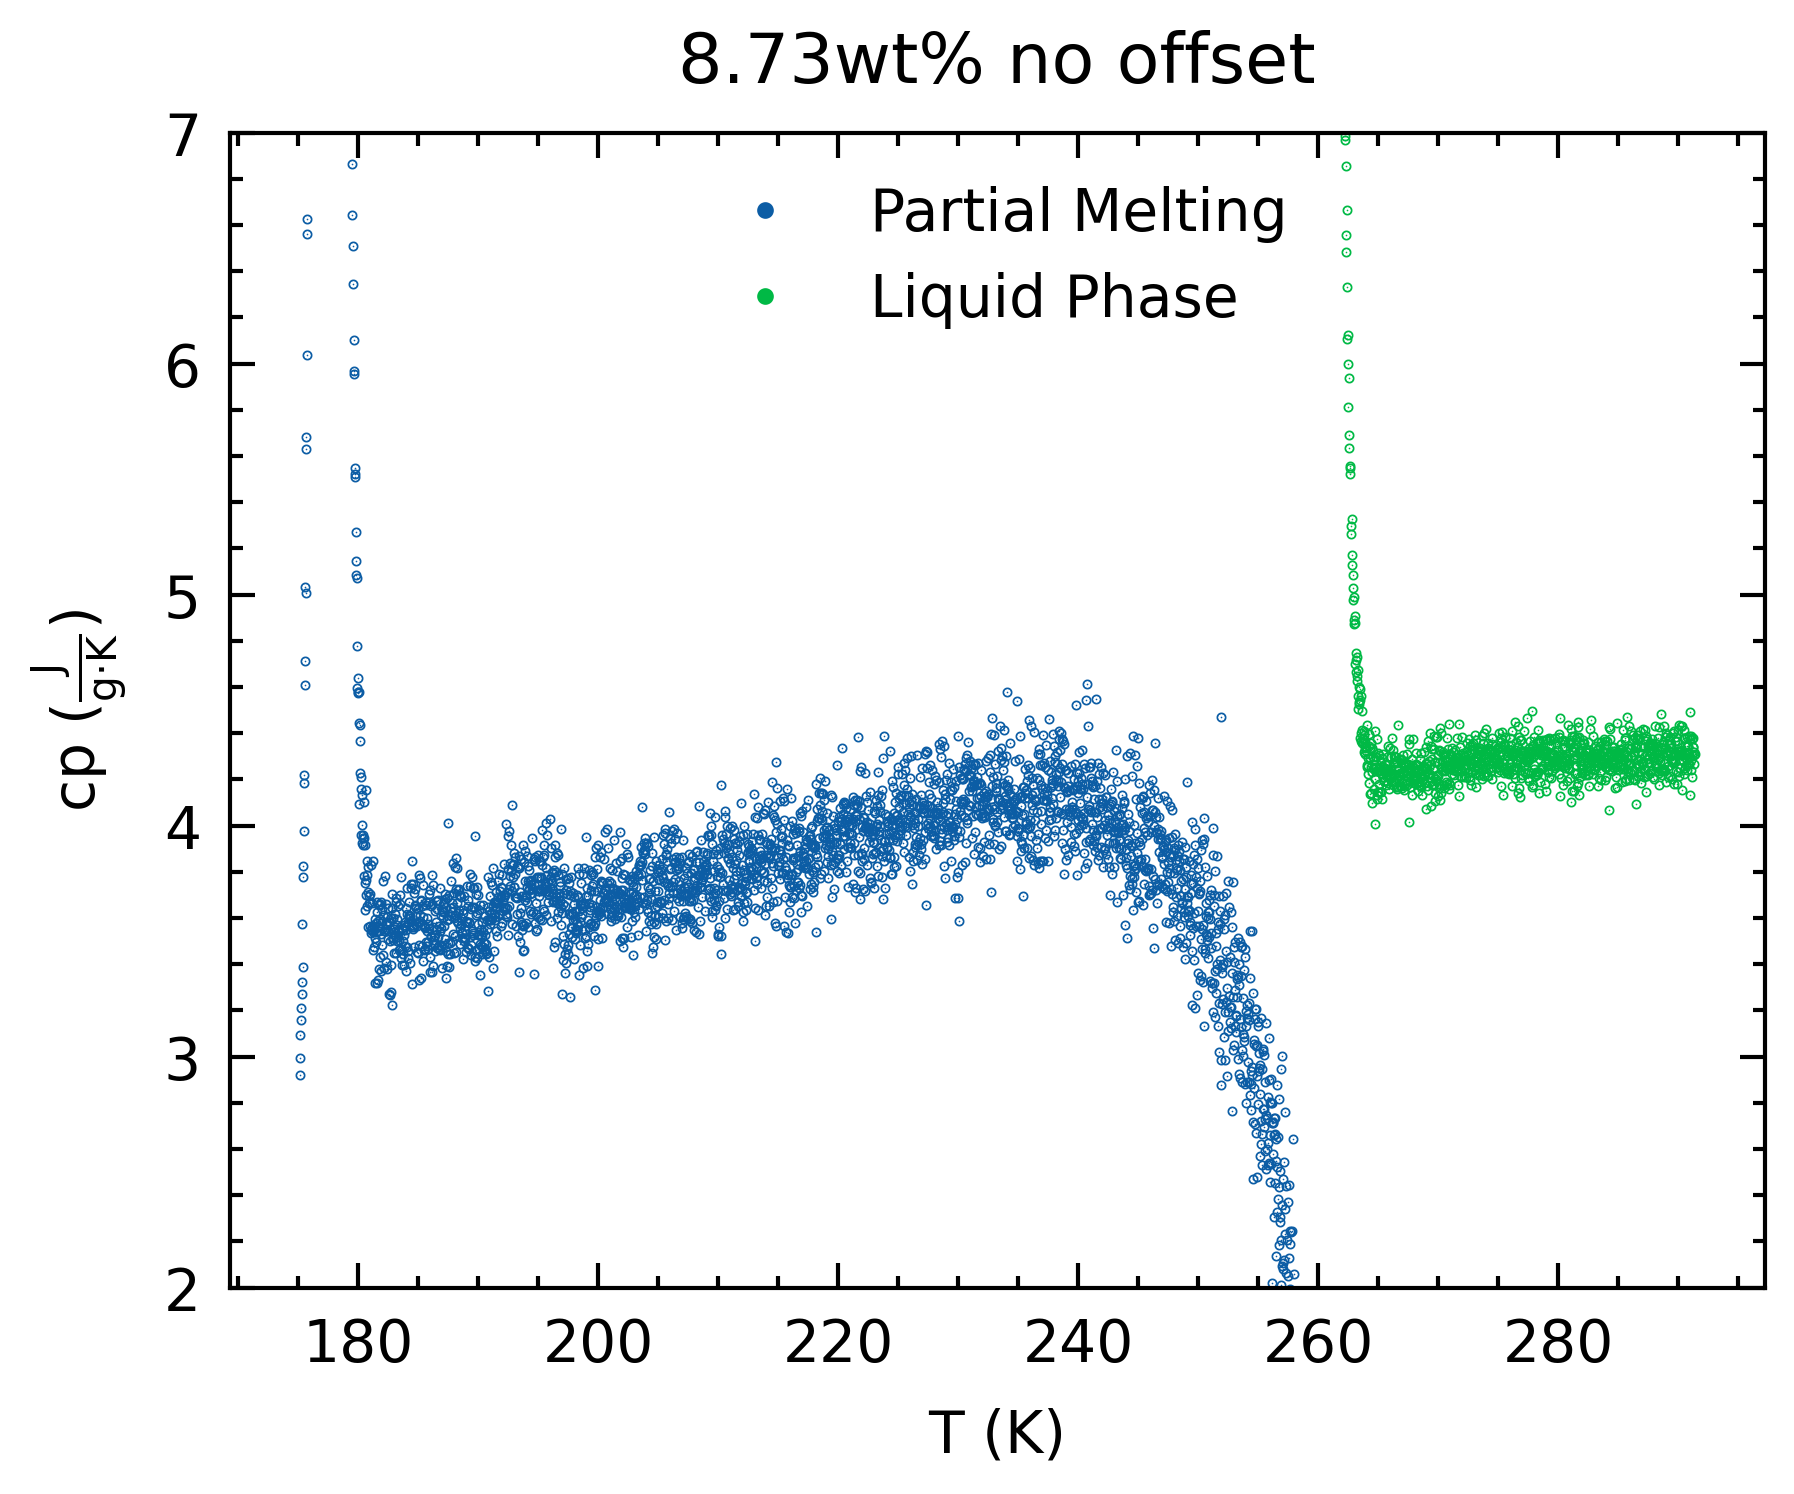 8.73wt% no offset
7
6
5
4
3
2
cp (J/g·K)
Partial Melting
Liquid Phase
180 200 220 240 260 280
T (K)